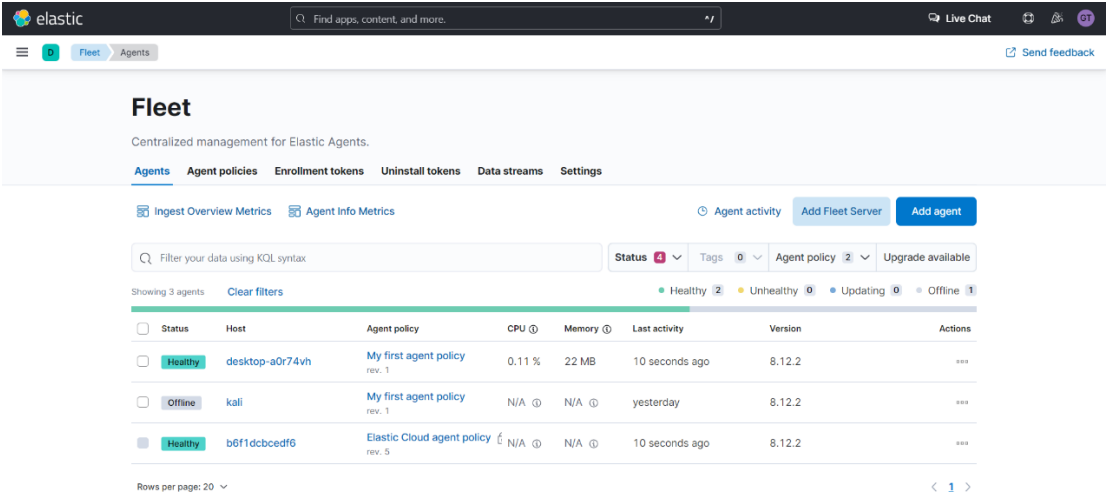 elastic
Find apps, content, and more.
^/
Live Chat
GT
D
Fleet
Agents
Send feedback
Fleet
Centralized management for Elastic Agents.
Agents Agent policies Enrollment tokens Uninstall tokens Data streams Settings
Ingest Overview Metrics Agent Info Metrics Agent activity Add Fleet Server Add agent
Filter your data using KQL syntax Status 4 Tags 0 Agent policy 2 Upgrade available
Showing 3 agents Clear filters Healthy 2 Unhealthy 0 Updating 0 Offline 1
Status Host Agent policy CPU Memory Last activity Version Actions
Healthy desktop-a0r74vh My first agent policy rev. 1 0.11 % 22 MB 10 seconds ago 8.12.2
Offline kali My first agent policy rev. 1 N/A N/A yesterday 8.12.2
Healthy b6f1dcbcedf6 Elastic Cloud agent policy rev. 5 N/A N/A 10 seconds ago 8.12.2
Rows per page: 20 1